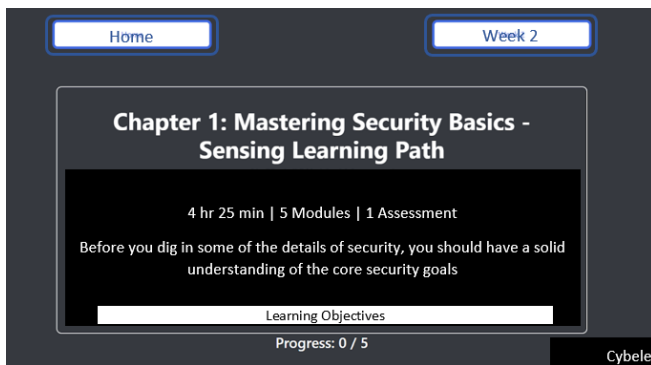 Home
Week 2
Chapter 1: Mastering Security Basics -
Sensing Learning Path
4 hr 25 min | 5 Modules | 1 Assessment
Before you dig in some of the details of security, you should have a solid
understanding of the core security goals
Learning Objectives
Progress: 0 / 5
Cybele